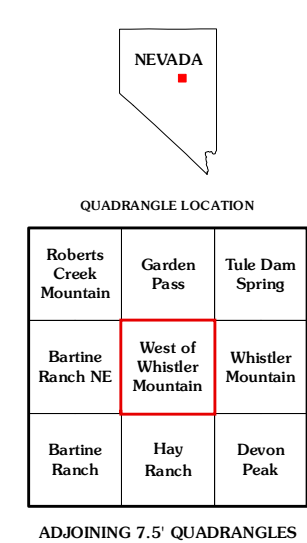 NEVADA
QUADRANGLE LOCATION
Roberts
Creek
Mountain
Garden
Pass
Tule Dam
Spring
Bartine
Ranch NE
West of
Whistler
Mountain
Whistler
Mountain
Bartine
Ranch
Hay
Ranch
Devon
Peak
ADJOINING 7.5' QUADRANGLES